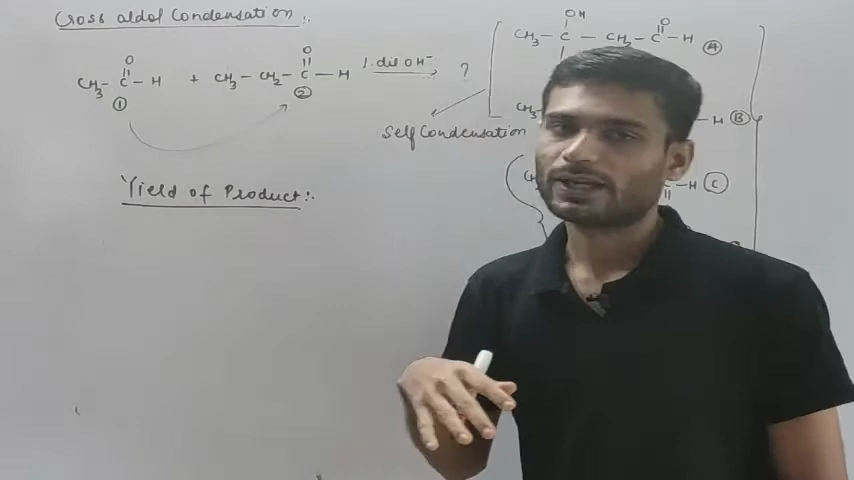 Cross aldol Condensation :.
OH
CH3 - C - CH2 - C - H A
O
O
O
CH3 - C - H + CH3 - CH2 - C - H 1. dil OH- ?
1
2
CH3
- H B
Self Condensation
Yield of Product :.
- H C